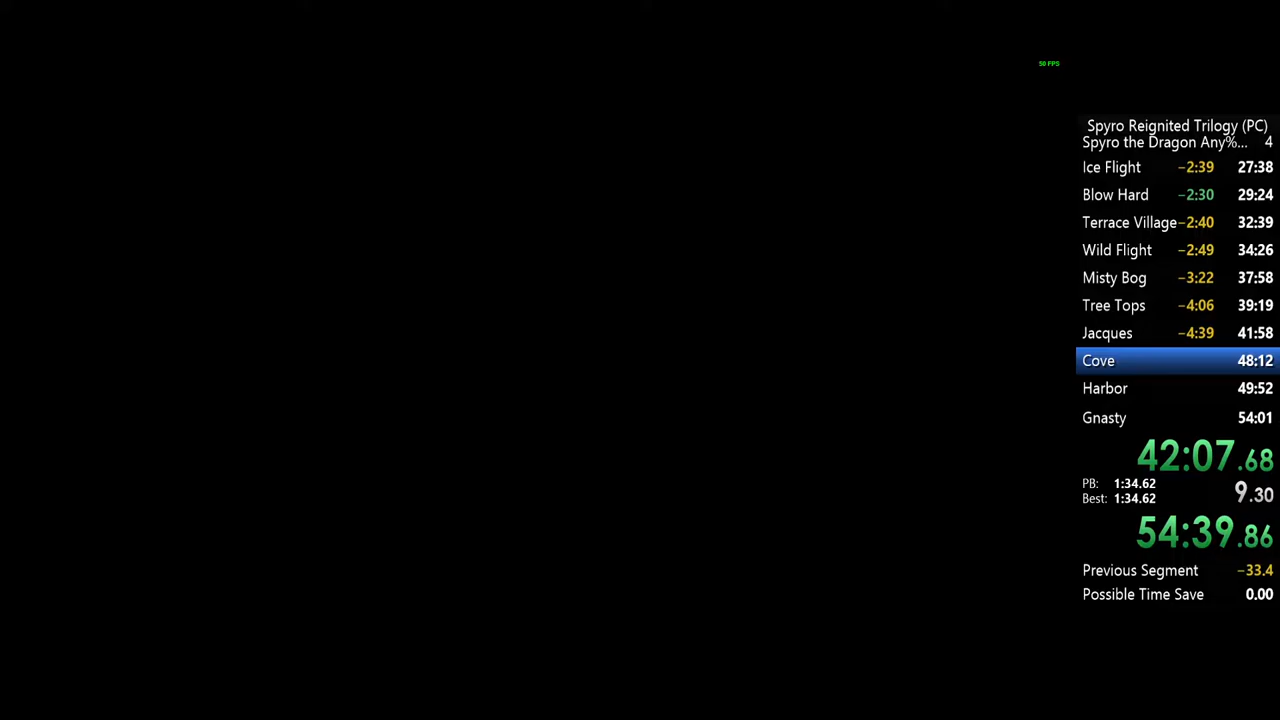 50 FPS
Spyro Reignited Trilogy (PC)
Spyro the Dragon Any%... 4
Ice Flight -2:39 27:38
Blow Hard -2:30 29:24
Terrace Village -2:40 32:39
Wild Flight -2:49 34:26
Misty Bog -3:22 37:58
Tree Tops -4:06 39:19
Jacques -4:39 41:58
Cove 48:12
Harbor 49:52
Gnasty 54:01
42:07.68
PB: 1:34.62 9.30
Best: 1:34.62
54:39.86
Previous Segment -33.4
Possible Time Save 0.00